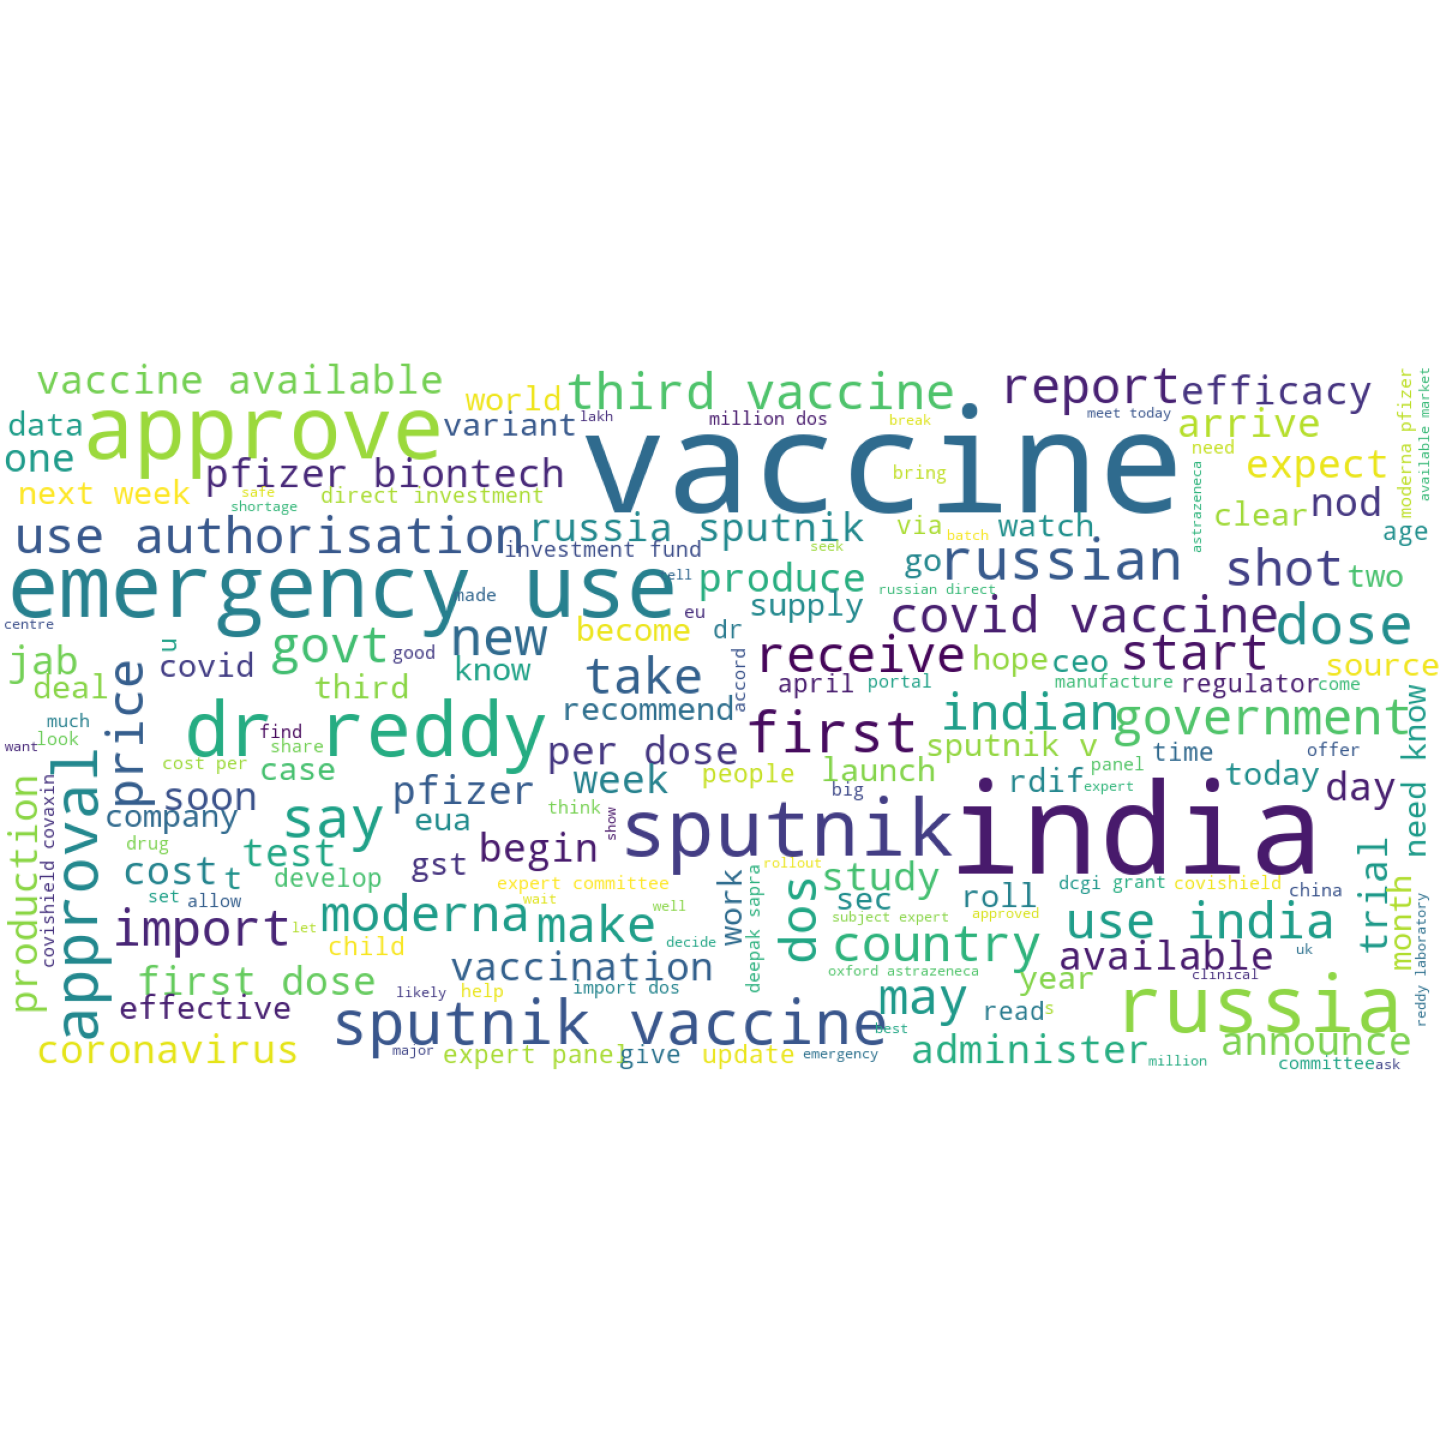 vaccine available
world
third vaccine
report
efficacy
data
approve
variant
lakh
million dos
break
vaccine
meet today
arrive
moderna pfizer
available market
one
pfizer biontech
bring
need
expect
next week
safe
shortage
direct investment
astrazeneca
clear
nod
use authorisation
russia sputnik
via
batch
watch
age
investment fund
seek
go
russian
shot
two
emergency use
made
produce
russian direct
supply
covid vaccine
dose
centre
eu
u
govt
good
new
become
dr
jab
covid
know
take
accord
receive
hope
ceo
start
source
deal
price
third
april
portal
manufacture
regulator
come
recommend
much
look
want
dr reddy
find
share
per dose
first
indian
government
need know
sputnik v
time
offer
cost per
case
week
people
launch
panel
rdif
expert
today
production
covishield covaxin
approval
soon
pfizer
think
big
day
company
say
eua
show
sputnik
india
drug
test
begin
cost
t
develop
gst
rollout
study
trial
set
allow
expert committee
wait
work
deepak sapra
dos
sec
roll
dcgi grant
covishield
china
month
reddy laboratory
import
let
moderna
make
well
decide
subject expert
approved
use india
child
country
uk
first dose
vaccination
oxford astrazeneca
available
clinical
effective
likely
help
import dos
may
year
read
s
russia
sputnik vaccine
best
coronavirus
major
expert panel
give
update
emergency
administer
million
announce
committee
ask